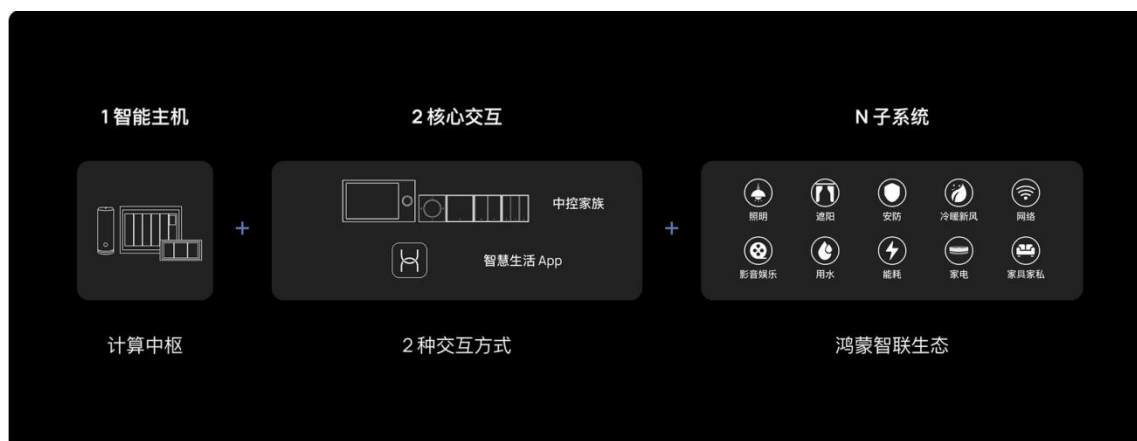 1 智能主机
2 核心交互
N 子系统
中控家族
智慧生活 App
照明
遮阳
安防
冷暖新风
网络
影音娱乐
用水
能耗
家电
家具家私
计算中枢
2 种交互方式
鸿蒙智联生态